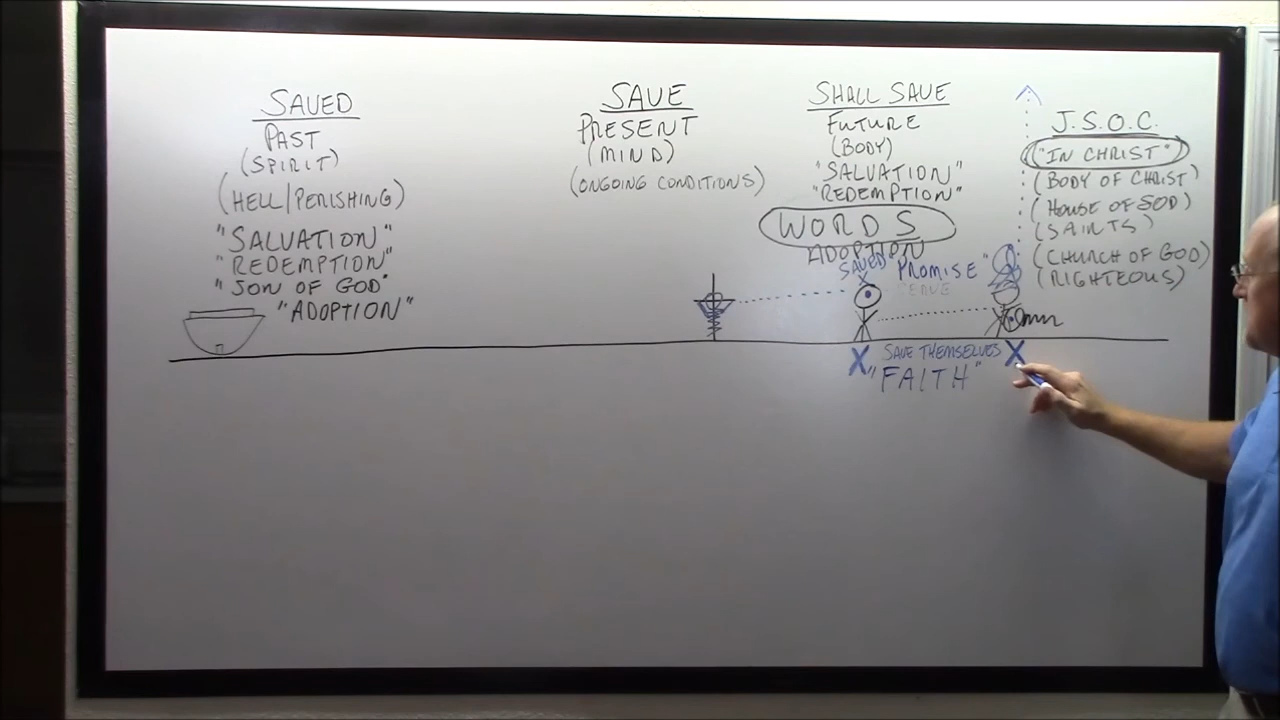 SAVED
PAST
(SPIRIT)
(HELL/PERISHING)
"SALVATION"
"REDEMPTION"
"SON OF GOD"
"ADOPTION"
SAVE
PRESENT
(MIND)
(ONGOING CONDITIONS)
SHALL SAVE
FUTURE
(BODY)
"SALVATION"
"REDEMPTION"
WORDS
ADOPTION
SAVED PROMISE"
SERVE
X SAVE THEMSELVES X
"FAITH"
J.S.O.C.
("IN CHRIST")
(BODY OF CHRIST)
(HOUSE OF GOD)
(SAINTS)
(CHURCH OF GOD)
(RIGHTEOUS)